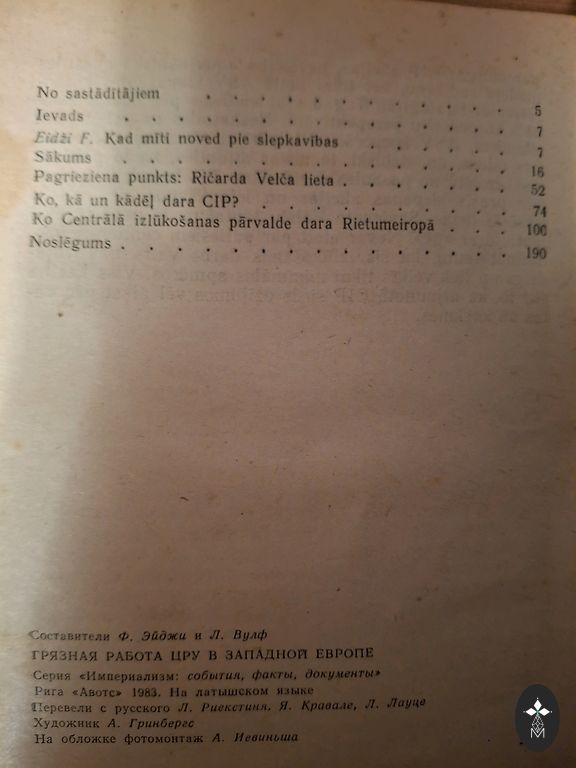 No sastādītājiem . . . . . . . . . . 5
Ievads . . . . . . . . . . . . . 7
Eidži F. Kad mīti noved pie slepkavības . . . . . . 7
Sākums . . . . . . . . . . . . . 16
Pagrieziena punkts: Ričarda Velča lieta . . . . . . . 52
Ko, kā un kādēļ dara CIP? . . . . . . . . . 74
Ko Centrālā izlūkošanas pārvalde dara Rietumeiropā . . . 100
Noslēgums . . . . . . . . . . . . . 190
Составители Ф. Эйджи и Л. Вулф
ГРЯЗНАЯ РАБОТА ЦРУ В ЗАПАДНОЙ ЕВРОПЕ
Серия «Империализм: события, факты, документы»
Рига «Авотс» 1983. На латышском языке
Перевели с русского Л. Риекстиня, Я. Кравале, Л. Лауце
Художник А. Гринбергс
На обложке фотомонтаж А. Иевиньша